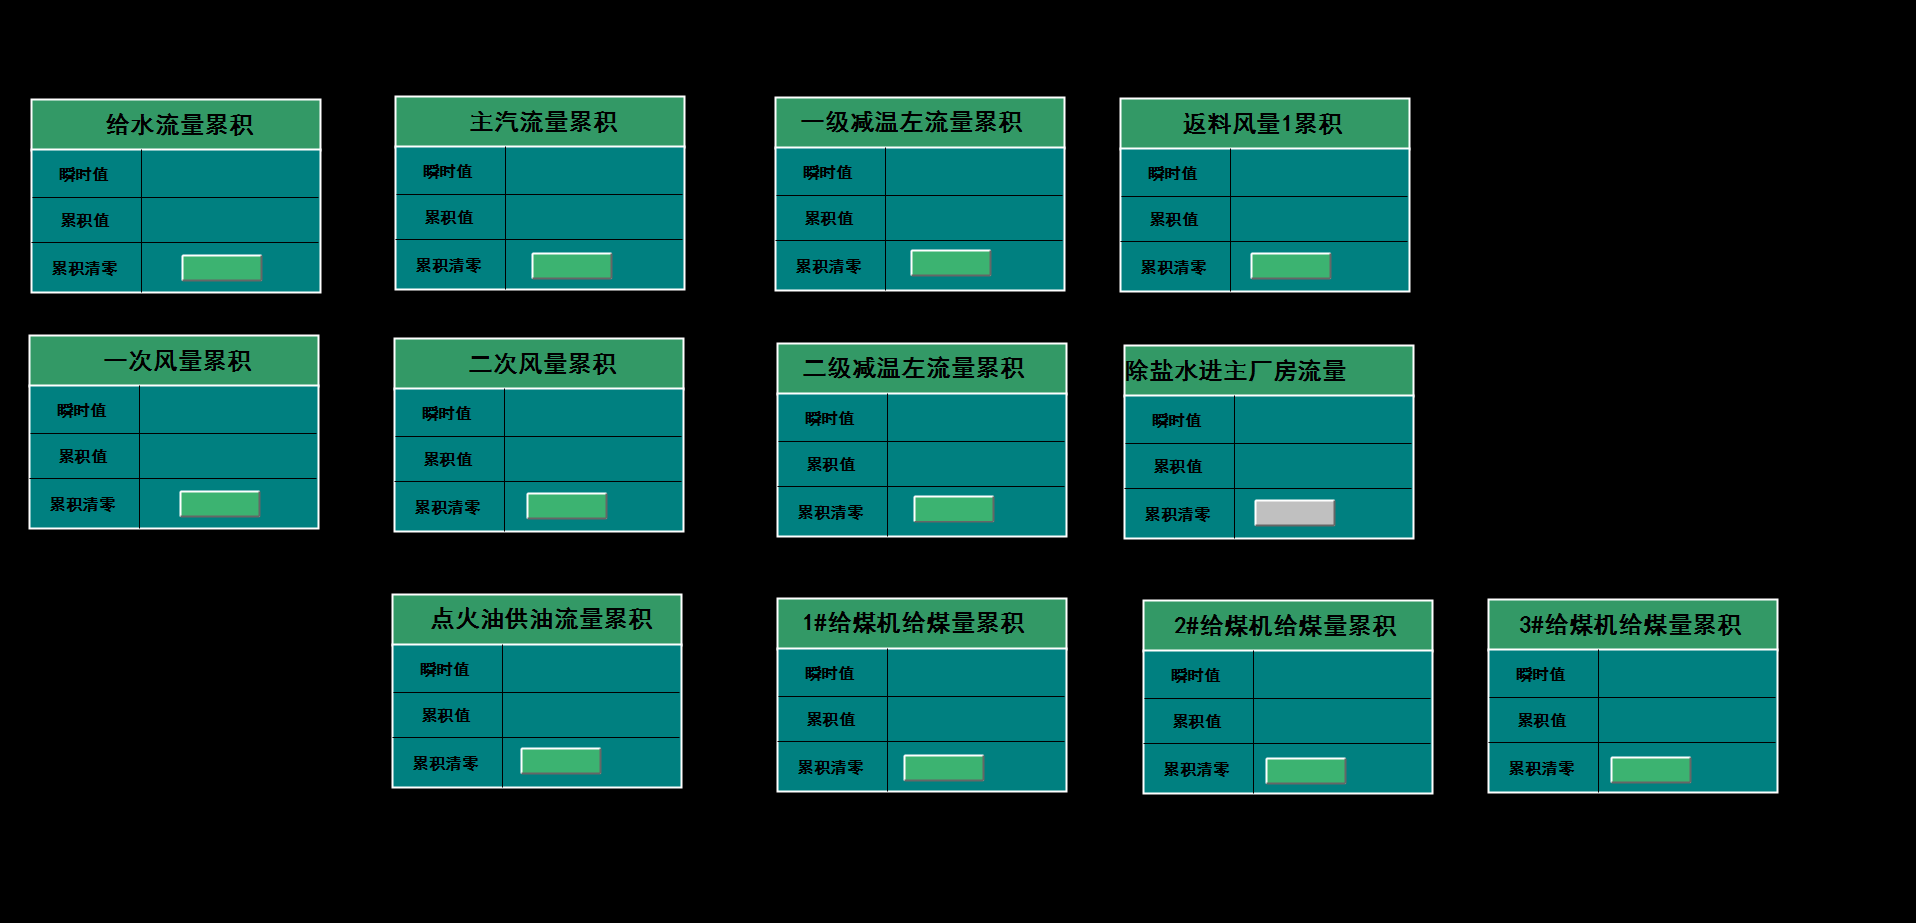 给水流量累积
瞬时值
累积值
累积清零
主汽流量累积
瞬时值
累积值
累积清零
一级减温左流量累积
瞬时值
累积值
累积清零
返料风量1累积
瞬时值
累积值
累积清零
一次风量累积
瞬时值
累积值
累积清零
二次风量累积
瞬时值
累积值
累积清零
二级减温左流量累积
瞬时值
累积值
累积清零
除盐水进主厂房流量
瞬时值
累积值
累积清零
点火油供油流量累积
瞬时值
累积值
累积清零
1#给煤机给煤量累积
瞬时值
累积值
累积清零
2#给煤机给煤量累积
瞬时值
累积值
累积清零
3#给煤机给煤量累积
瞬时值
累积值
累积清零